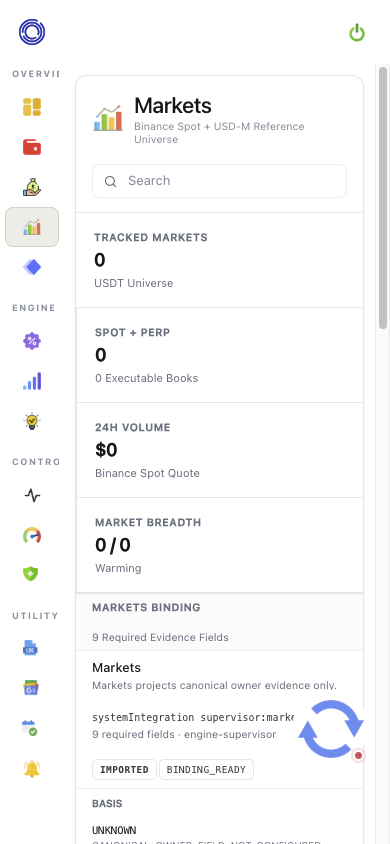 OVERVIE
Markets
Binance Spot + USD-M Reference
Universe
Search
TRACKED MARKETS
0
USDT Universe
ENGINE
SPOT + PERP
0
0 Executable Books
24H VOLUME
$0
Binance Spot Quote
CONTRO
MARKET BREADTH
0 / 0
Warming
MARKETS BINDING
UTILITY
9 Required Evidence Fields
Markets
Markets projects canonical owner evidence only.
systemIntegration supervisor:marke
9 required fields · engine-supervisor
IMPORTED BINDING_READY
BASIS
UNKNOWN